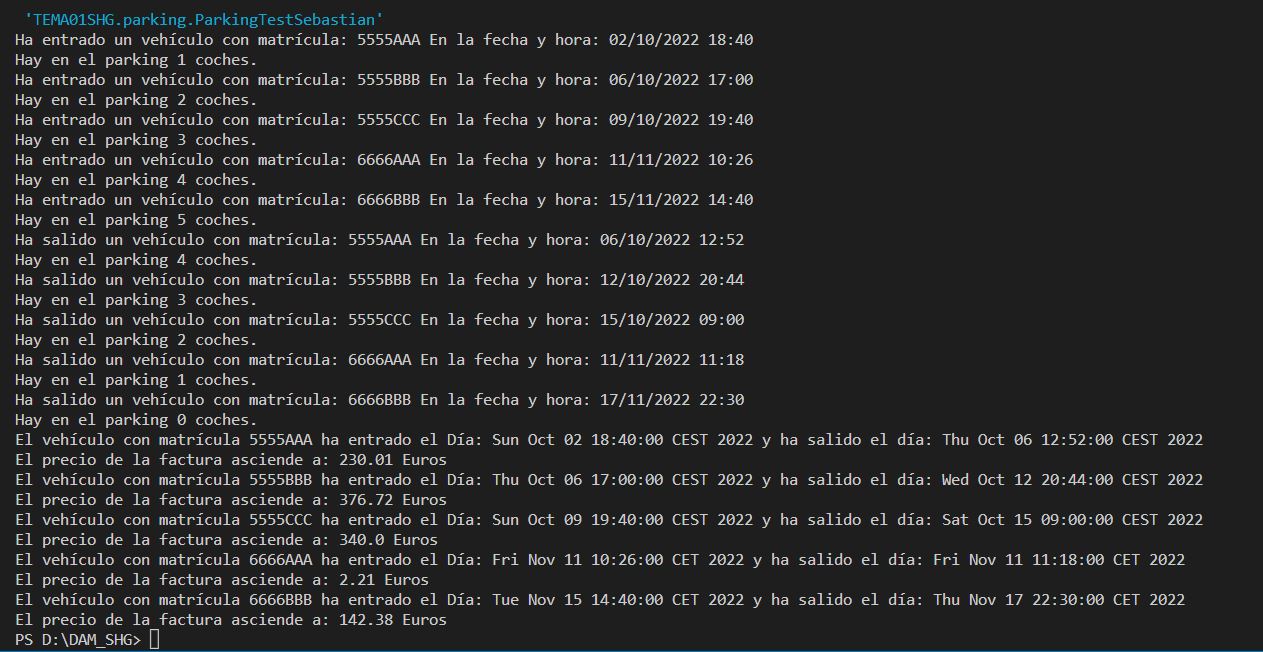 'TEMA01SHG.parking.ParkingTestSebastian'
Ha entrado un vehículo con matrícula: 5555AAA En la fecha y hora: 02/10/2022 18:40
Hay en el parking 1 coches.
Ha entrado un vehículo con matrícula: 5555BBB En la fecha y hora: 06/10/2022 17:00
Hay en el parking 2 coches.
Ha entrado un vehículo con matrícula: 5555CCC En la fecha y hora: 09/10/2022 19:40
Hay en el parking 3 coches.
Ha entrado un vehículo con matrícula: 6666AAA En la fecha y hora: 11/11/2022 10:26
Hay en el parking 4 coches.
Ha entrado un vehículo con matrícula: 6666BBB En la fecha y hora: 15/11/2022 14:40
Hay en el parking 5 coches.
Ha salido un vehículo con matrícula: 5555AAA En la fecha y hora: 06/10/2022 12:52
Hay en el parking 4 coches.
Ha salido un vehículo con matrícula: 5555BBB En la fecha y hora: 12/10/2022 20:44
Hay en el parking 3 coches.
Ha salido un vehículo con matrícula: 5555CCC En la fecha y hora: 15/10/2022 09:00
Hay en el parking 2 coches.
Ha salido un vehículo con matrícula: 6666AAA En la fecha y hora: 11/11/2022 11:18
Hay en el parking 1 coches.
Ha salido un vehículo con matrícula: 6666BBB En la fecha y hora: 17/11/2022 22:30
Hay en el parking 0 coches.
El vehículo con matrícula 5555AAA ha entrado el Día: Sun Oct 02 18:40:00 CEST 2022 y ha salido el día: Thu Oct 06 12:52:00 CEST 2022
El precio de la factura asciende a: 230.01 Euros
El vehículo con matrícula 5555BBB ha entrado el Día: Thu Oct 06 17:00:00 CEST 2022 y ha salido el día: Wed Oct 12 20:44:00 CEST 2022
El precio de la factura asciende a: 376.72 Euros
El vehículo con matrícula 5555CCC ha entrado el Día: Sun Oct 09 19:40:00 CEST 2022 y ha salido el día: Sat Oct 15 09:00:00 CEST 2022
El precio de la factura asciende a: 340.0 Euros
El vehículo con matrícula 6666AAA ha entrado el Día: Fri Nov 11 10:26:00 CET 2022 y ha salido el día: Fri Nov 11 11:18:00 CET 2022
El precio de la factura asciende a: 2.21 Euros
El vehículo con matrícula 6666BBB ha entrado el Día: Tue Nov 15 14:40:00 CET 2022 y ha salido el día: Thu Nov 17 22:30:00 CET 2022
El precio de la factura asciende a: 142.38 Euros
PS D:\DAM_SHG>